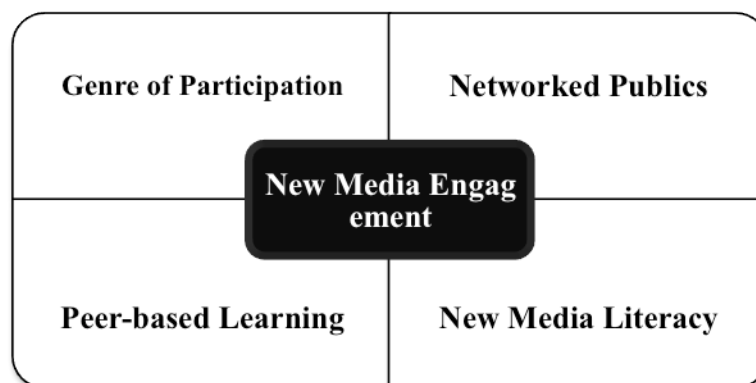 Genre of Participation
Networked Publics
New Media Engag
ement
Peer-based Learning
New Media Literacy